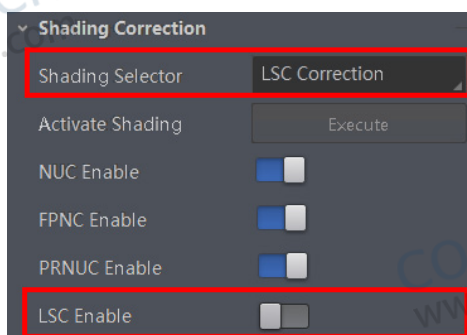 Shading Correction
Shading Selector LSC Correction
Activate Shading Execute
NUC Enable
FPNC Enable
PRNUC Enable
LSC Enable